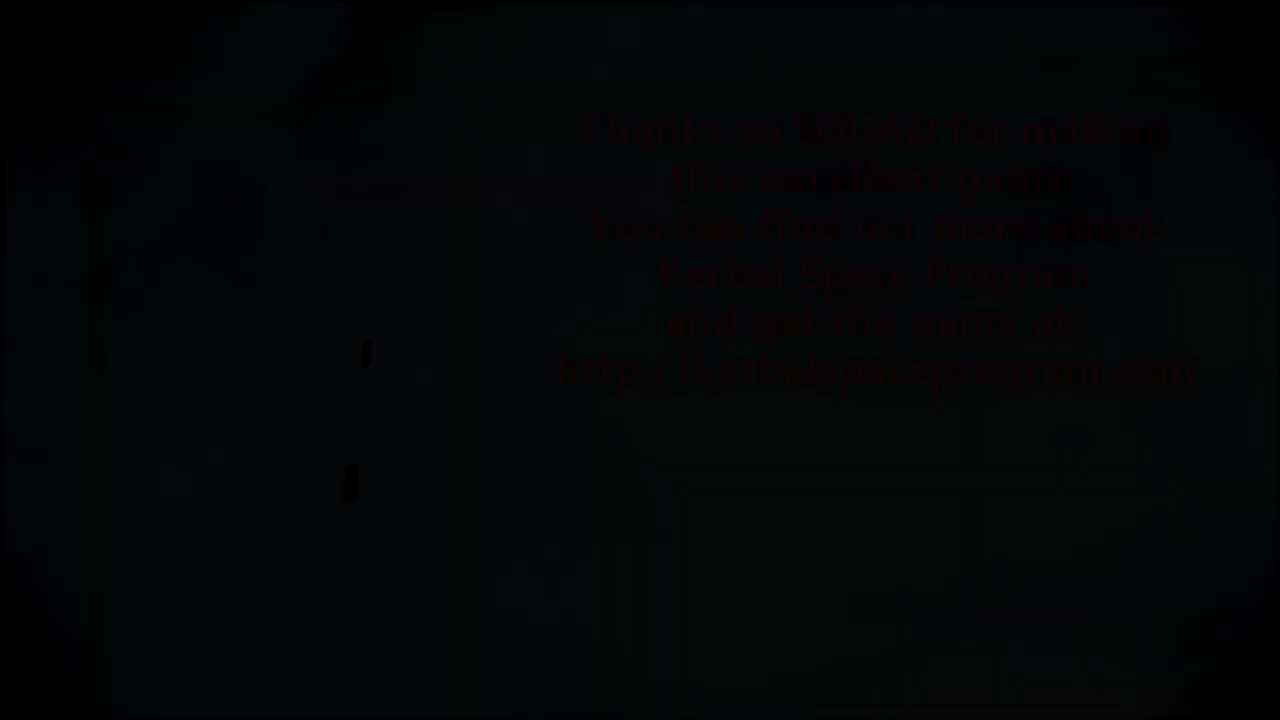 Thanks to SQUAD for making
this excellent game
You can find out more about
Kerbal Space Program
and get the game at
http://kerbalspaceprogram.com